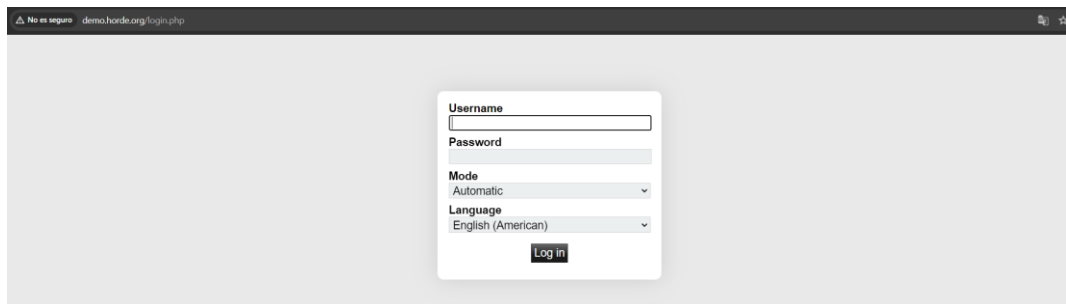 No es seguro demo.horde.org/login.php
Username
Password
Mode
Automatic
Language
English (American)
Log in